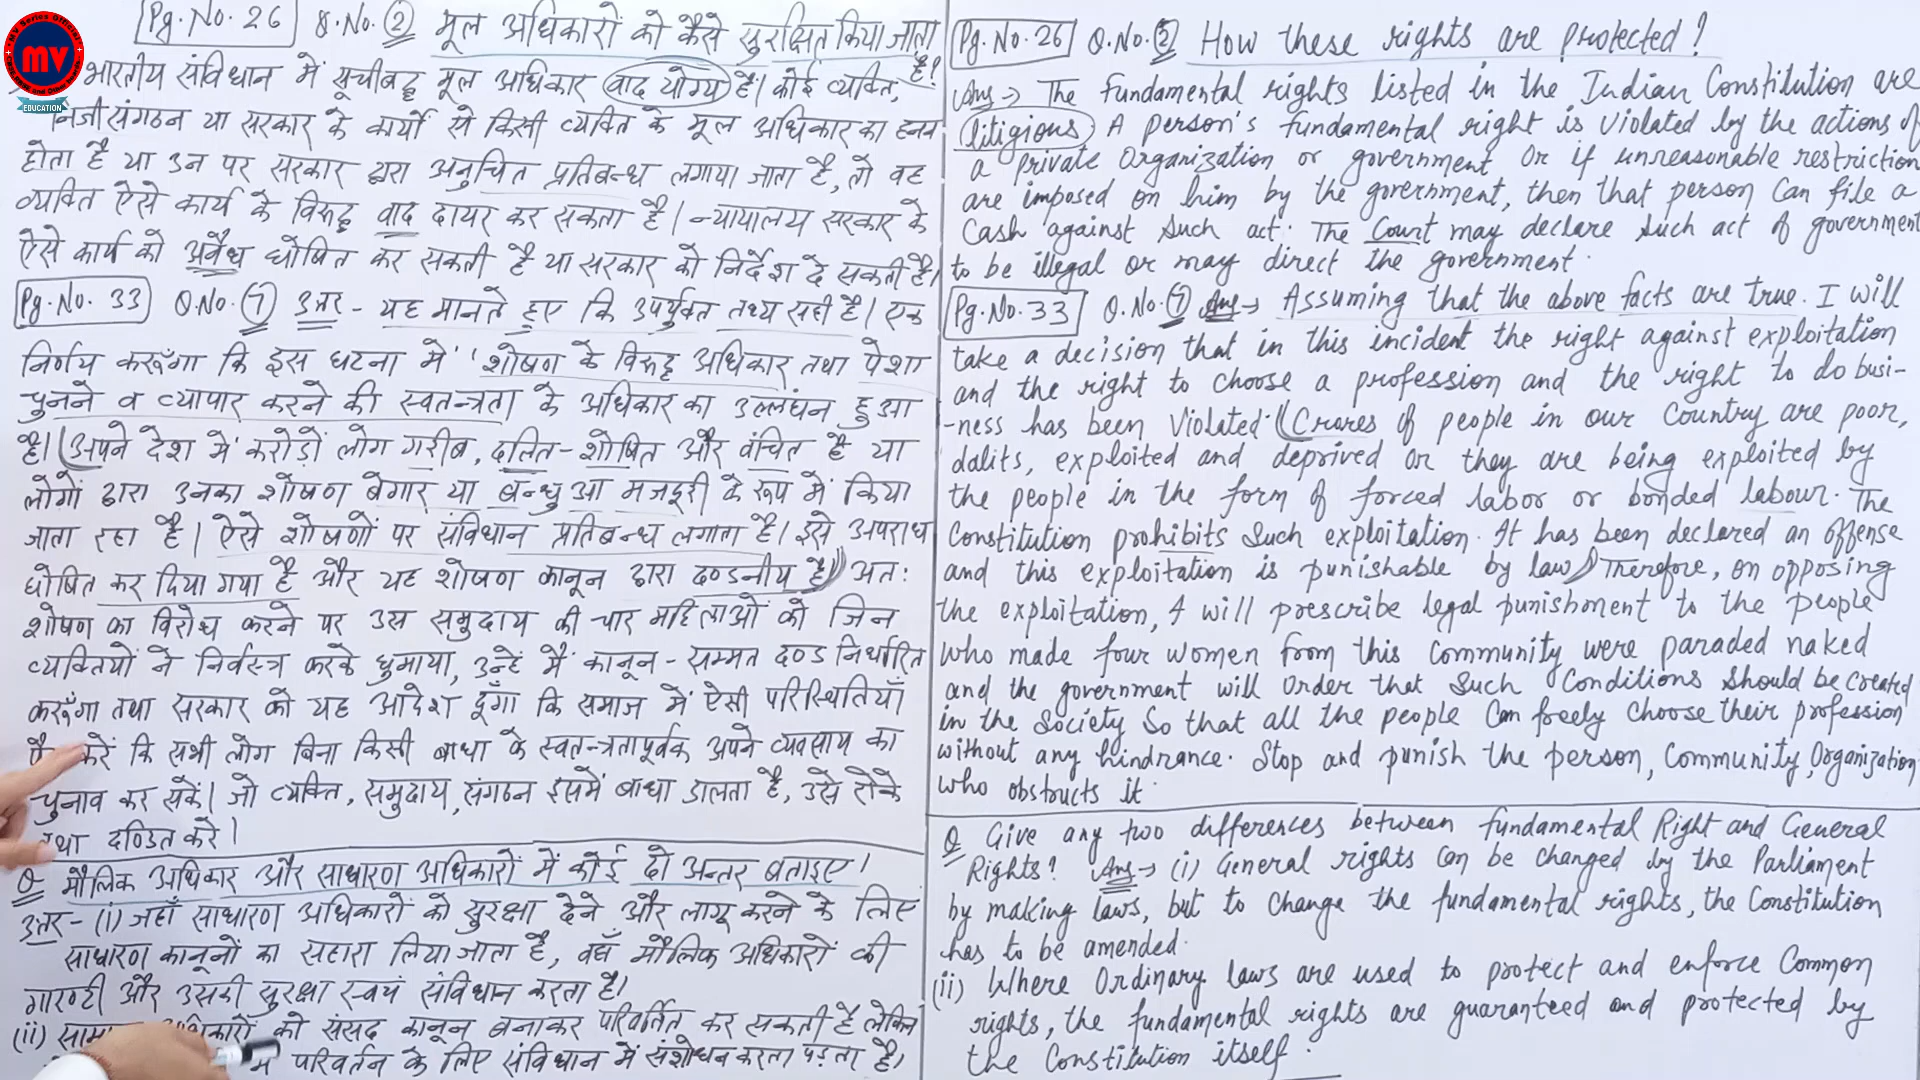 MV Series Official
mv
EDUCATION
Pg. No. 26 Q. No. ② मूल अधिकारों को कैसे सुरक्षित किया जाता है?
भारतीय संविधान में सूचीबद्ध मूल अधिकार वाद योग्य हैं। कोई व्यक्ति,
निजी संगठन या सरकार के कार्यों से किसी व्यक्ति के मूल अधिकार का हनन
होता है या उन पर सरकार द्वारा अनुचित प्रतिबन्ध लगाया जाता है, तो वह
व्यक्ति ऐसे कार्य के विरुद्ध वाद दायर कर सकता है। न्यायालय सरकार के
ऐसे कार्य को अवैध घोषित कर सकती है या सरकार को निर्देश दे सकती है।
Pg. No. 33 Q. No. ⑦ उत्तर - यह मानते हुए कि उपर्युक्त तथ्य सही है। एक
निर्णय करूँगा कि इस घटना में 'शोषण के विरुद्ध अधिकार तथा पेशा
चुनने व व्यापार करने की स्वतन्त्रता के अधिकार का उल्लंघन हुआ
है। (अपने देश में करोड़ों लोग गरीब, दलित-शोषित और वंचित है या
लोगों द्वारा उनका शोषण बेगार या बन्धुआ मजदूरी के रूप में किया
जाता रहा है। ऐसे शोषणों पर संविधान प्रतिबन्ध लगाता है। इसे अपराध
घोषित कर दिया गया है और यह शोषण कानून द्वारा दण्डनीय है।) अतः
शोषण का विरोध करने पर उस समुदाय की चार महिलाओं को जिन
व्यक्तियों ने निर्वस्त्र करके घुमाया, उन्हें मैं कानून-सम्मत दण्ड निर्धारित
करूँगा तथा सरकार को यह आदेश दूँगा कि समाज में ऐसी परिस्थितियाँ
करें कि सभी लोग बिना किसी बाधा के स्वतन्त्रतापूर्वक अपने व्यवसाय का
चुनाव कर सकें। जो व्यक्ति, समुदाय, संगठन इसमें बाधा डालता है, उसे रोके
तथा दण्डित करे।
Q मौलिक अधिकार और साधारण अधिकारों में कोई दो अन्तर बताइए।
उत्तर - (i) जहाँ साधारण अधिकारों को सुरक्षा देने और लागू करने के लिए
साधारण कानूनों का सहारा लिया जाता है, वहाँ मौलिक अधिकारों की
गारण्टी और उसकी सुरक्षा स्वयं संविधान करता है।
(ii) को संसद कानून बनाकर परिवर्तित कर सकती है लेकिन
में परिवर्तन के लिए संविधान में संशोधन करना पड़ता है।
Pg. No. 26 Q. No. ② How these rights are protected?
Ans → The fundamental rights listed in the Indian Constitution are
litigious) A person's fundamental right is violated by the actions of
a private Organization or government Or if unreasonable restriction
are imposed on him by the government, then that person can file a
Cash against such act. The Court may declare such act of government
to be illegal or may direct the government.
Pg. No. 33 Q. No. ⑦ Ans → Assuming that the above facts are true. I will
take a decision that in this incident the right against exploitation
and the right to choose a profession and the right to do busi-
-ness has been violated. (Crores of people in our Country are poor,
dalits, exploited and deprived or they are being exploited by
the people in the form of forced labor or bonded labour. The
Constitution prohibits such exploitation. It has been declared an offense
and this exploitation is punishable by law) Therefore, on opposing
the exploitation, I will prescribe legal punishment to the people
who made four women from this community were paraded naked
and the government will order that such Conditions should be created
in the society so that all the people can freely choose their profession
without any hindrance. Stop and punish the person, Community, Organization
who obstructs it.
Q Give any two differences between fundamental Right and General
Rights? Ans → (i) General rights can be changed by the Parliament
by making laws, but to change the fundamental rights, the Constitution
has to be amended.
(ii) Where Ordinary laws are used to protect and enforce Common
rights, the fundamental rights are guaranteed and protected by
the Constitution itself.